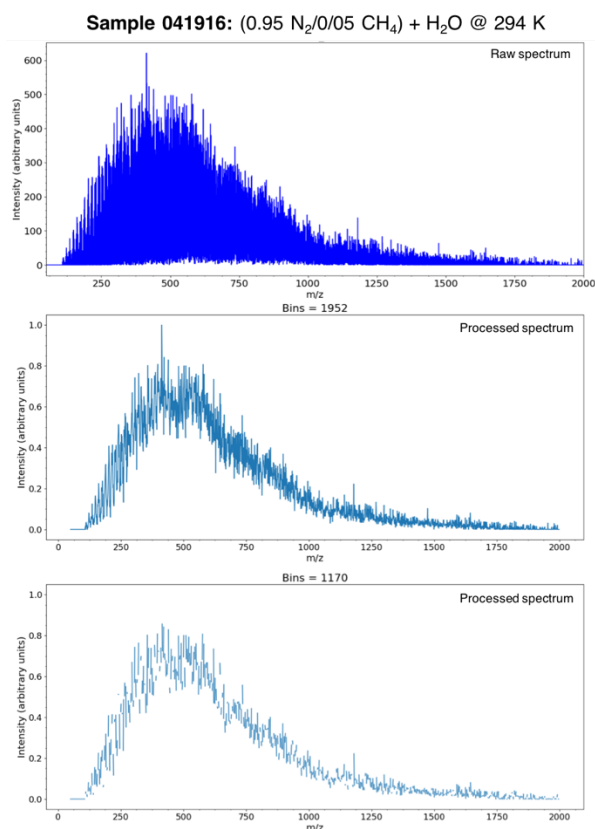 Sample 041916: (0.95 N₂/0/05 CH₄) + H₂O @ 294 K
Raw spectrum
Intensity (arbitrary units)
600
500
400
300
200
100
0
250 500 750 1000 1250 1500 1750 2000
m/z
Bins = 1952
Processed spectrum
Intensity (arbitrary units)
1.0
0.8
0.6
0.4
0.2
0.0
0 250 500 750 1000 1250 1500 1750 2000
m/z
Bins = 1170
Processed spectrum
Intensity (arbitrary units)
1.0
0.8
0.6
0.4
0.2
0.0
0 250 500 750 1000 1250 1500 1750 2000
m/z